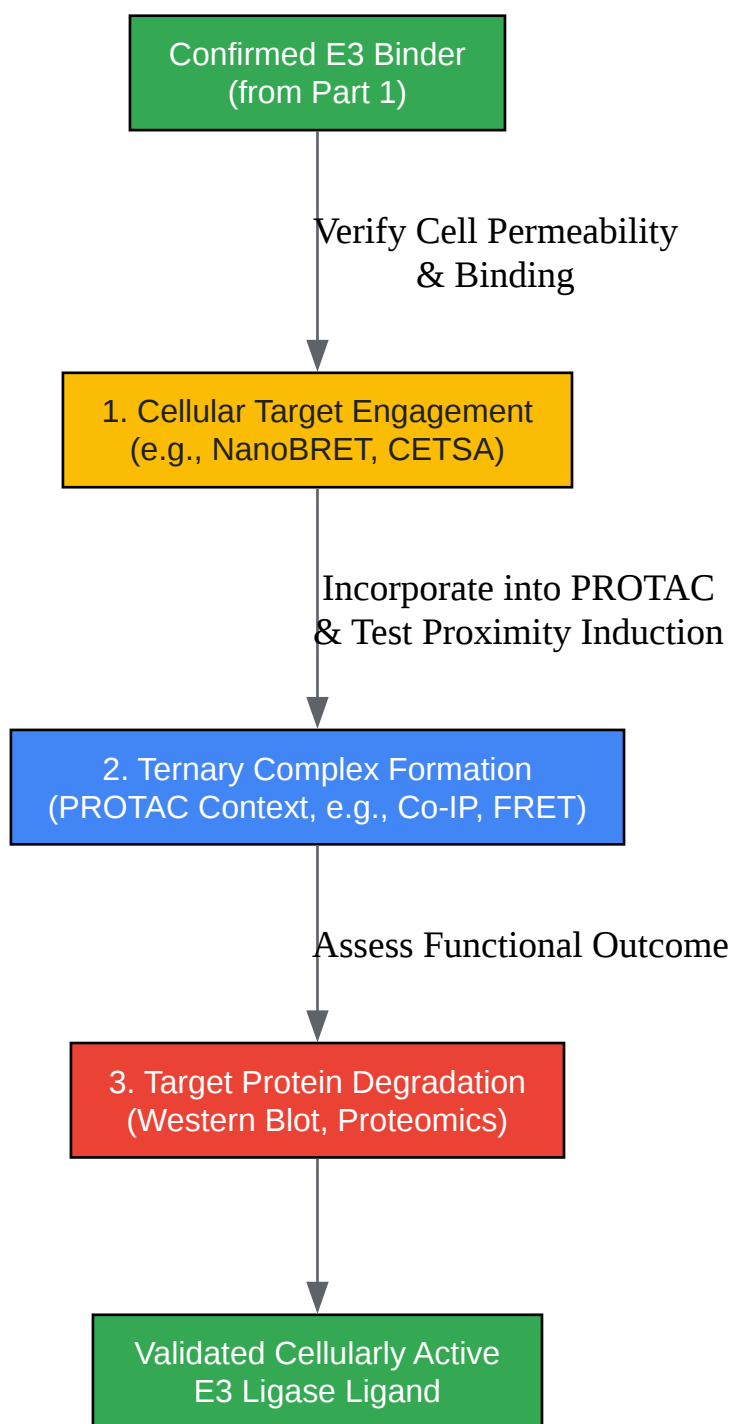 Confirmed E3 Binder
(from Part 1)
Verify Cell Permeability
& Binding
1. Cellular Target Engagement
(e.g., NanoBRET, CETSA)
Incorporate into PROTAC
& Test Proximity Induction
2. Ternary Complex Formation
(PROTAC Context, e.g., Co-IP, FRET)
Assess Functional Outcome
3. Target Protein Degradation
(Western Blot, Proteomics)
Validated Cellularly Active
E3 Ligase Ligand